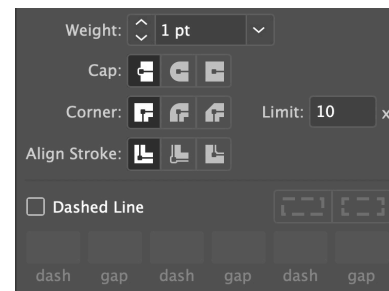 Weight: 1 pt
Cap:
Corner: Limit: 10 x
Align Stroke:
Dashed Line
dash gap dash gap dash gap